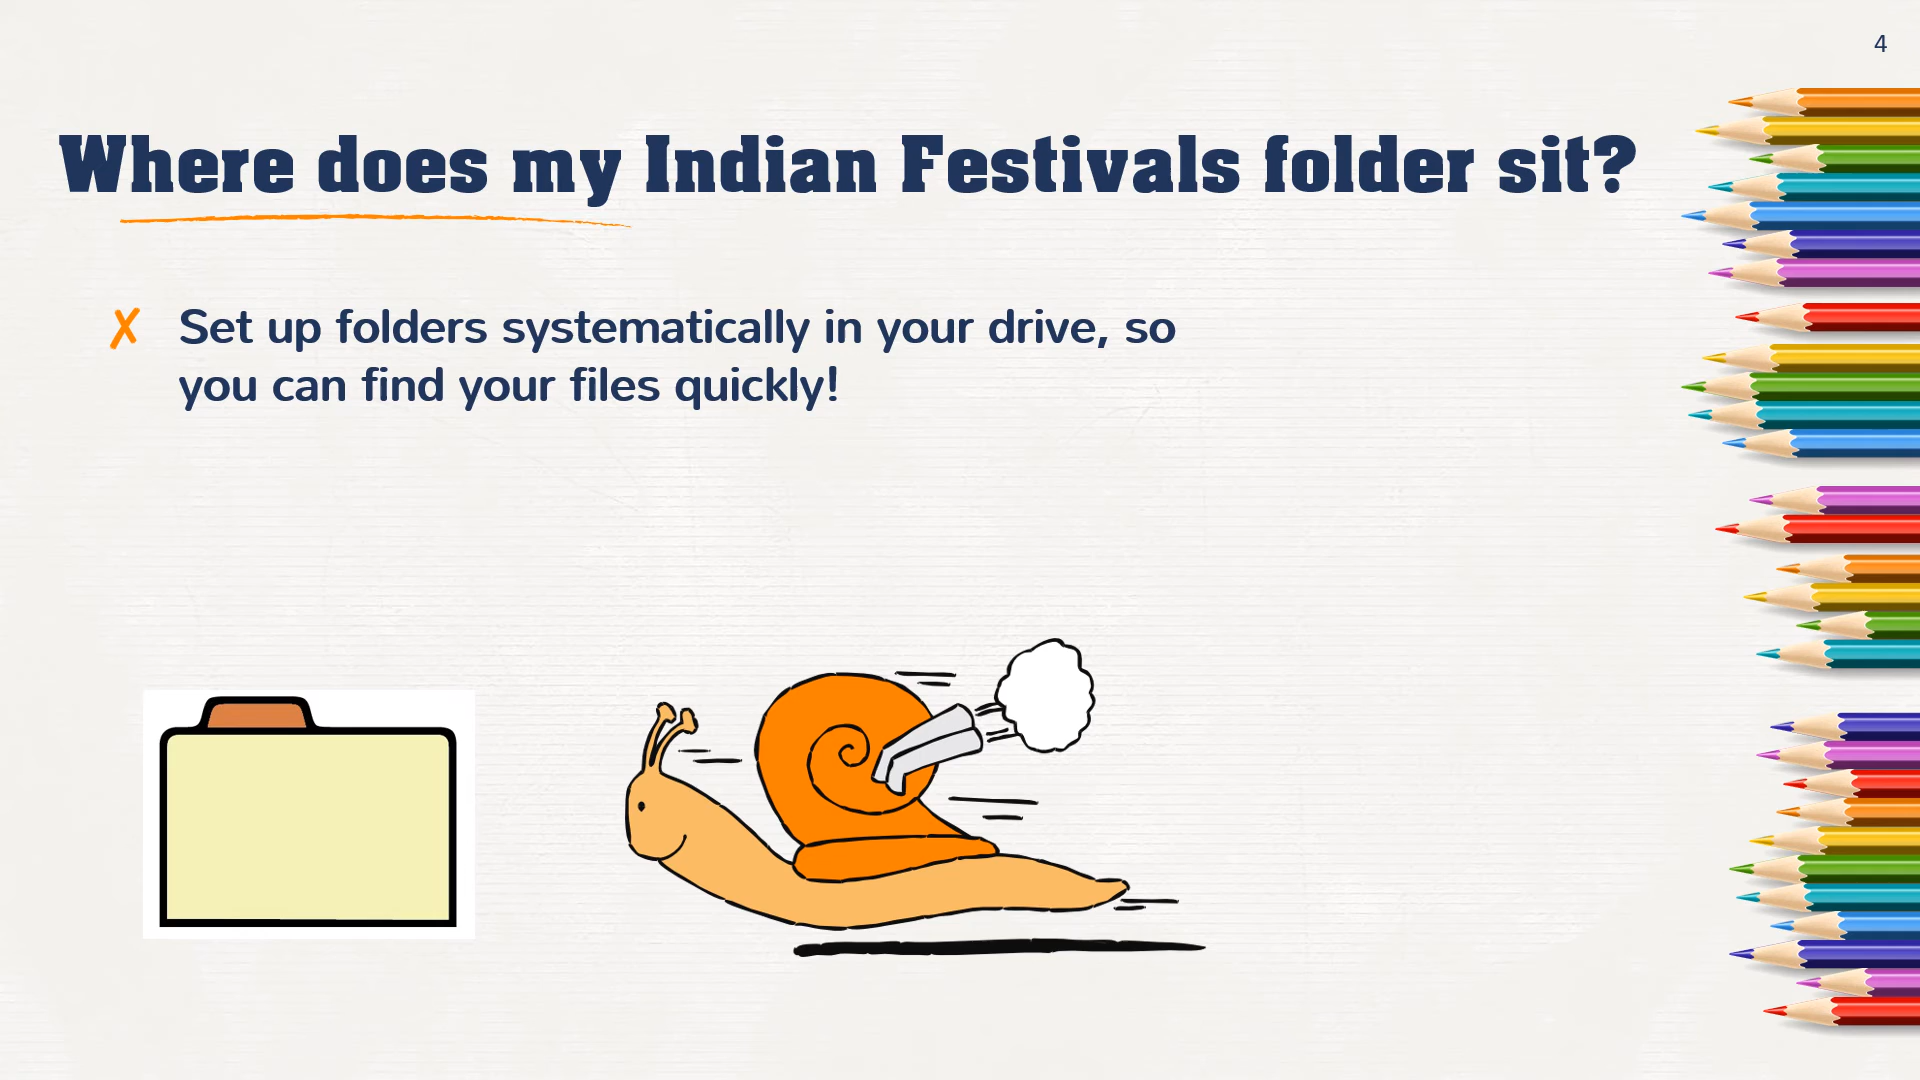 4
Where does my Indian Festivals folder sit?
✗ Set up folders systematically in your drive, so
you can find your files quickly!